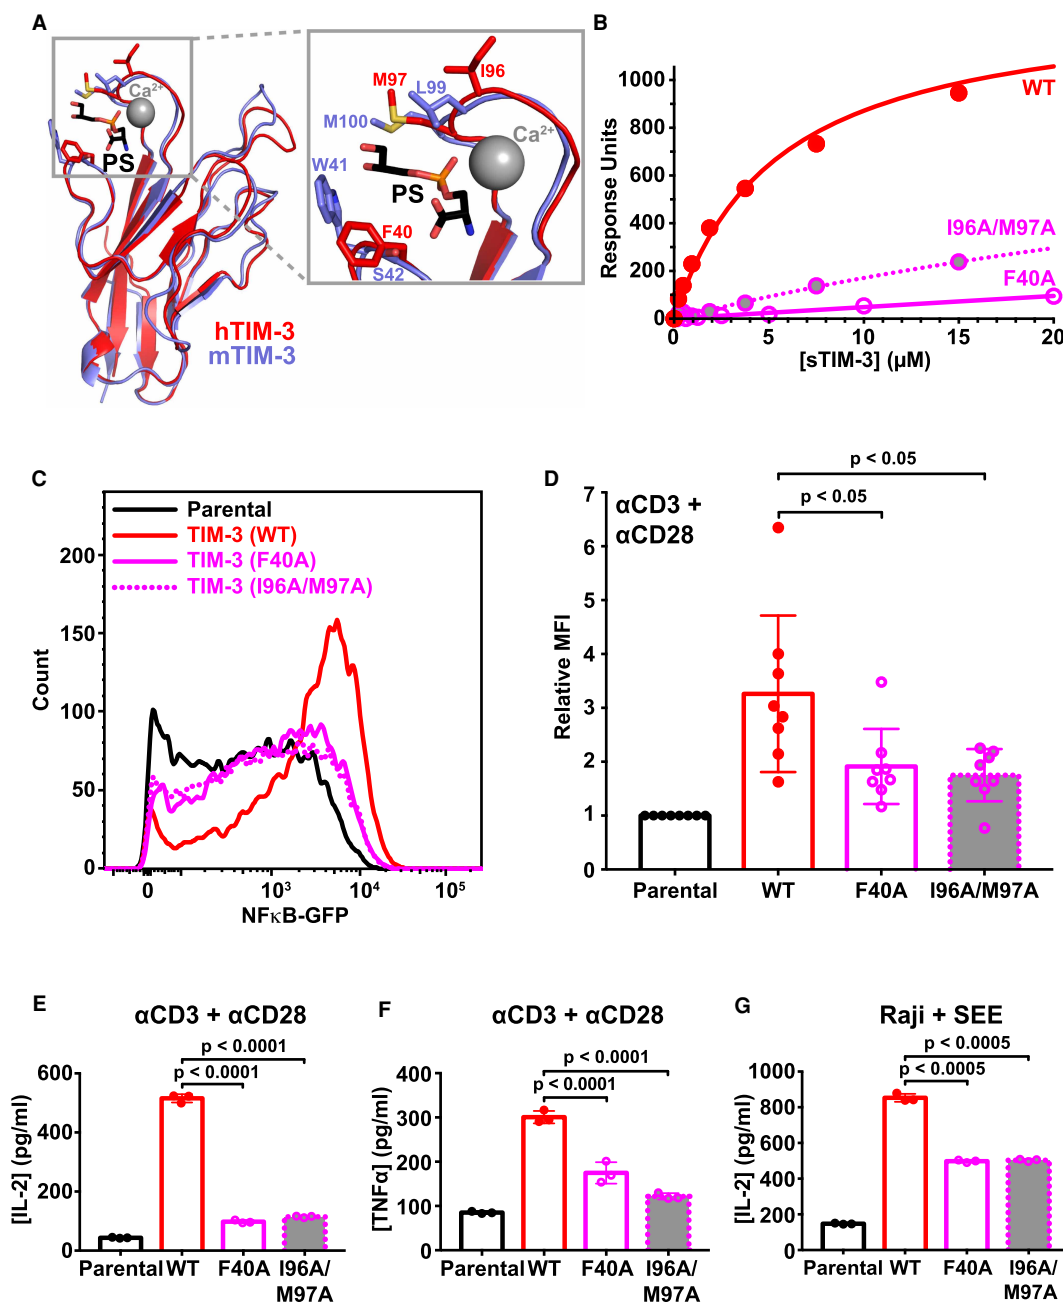 A
Ca2+
PS
hTIM-3
mTIM-3
M97
I96
L99
M100
Ca2+
W41
PS
F40
S42
B
Response Units
1000
800
600
400
200
0
WT
I96A/M97A
F40A
0
5
10
15
20
[sTIM-3] (µM)
C
Parental
TIM-3 (WT)
TIM-3 (F40A)
TIM-3 (I96A/M97A)
Count
200
150
100
50
0
0
10³
10⁴
10⁵
NFκB-GFP
D
αCD3 +
αCD28
p < 0.05
p < 0.05
Relative MFI
7
6
5
4
3
2
1
0
Parental
WT
F40A
I96A/M97A
E
αCD3 + αCD28
p < 0.0001
p < 0.0001
[IL-2] (pg/ml)
600
400
200
0
Parental
WT
F40A
I96A/
M97A
F
αCD3 + αCD28
p < 0.0001
p < 0.0001
[TNFα] (pg/ml)
400
300
200
100
0
Parental
WT
F40A
I96A/
M97A
G
Raji + SEE
p < 0.0005
p < 0.0005
[IL-2] (pg/ml)
1000
800
600
400
200
0
Parental
WT
F40A
I96A/
M97A